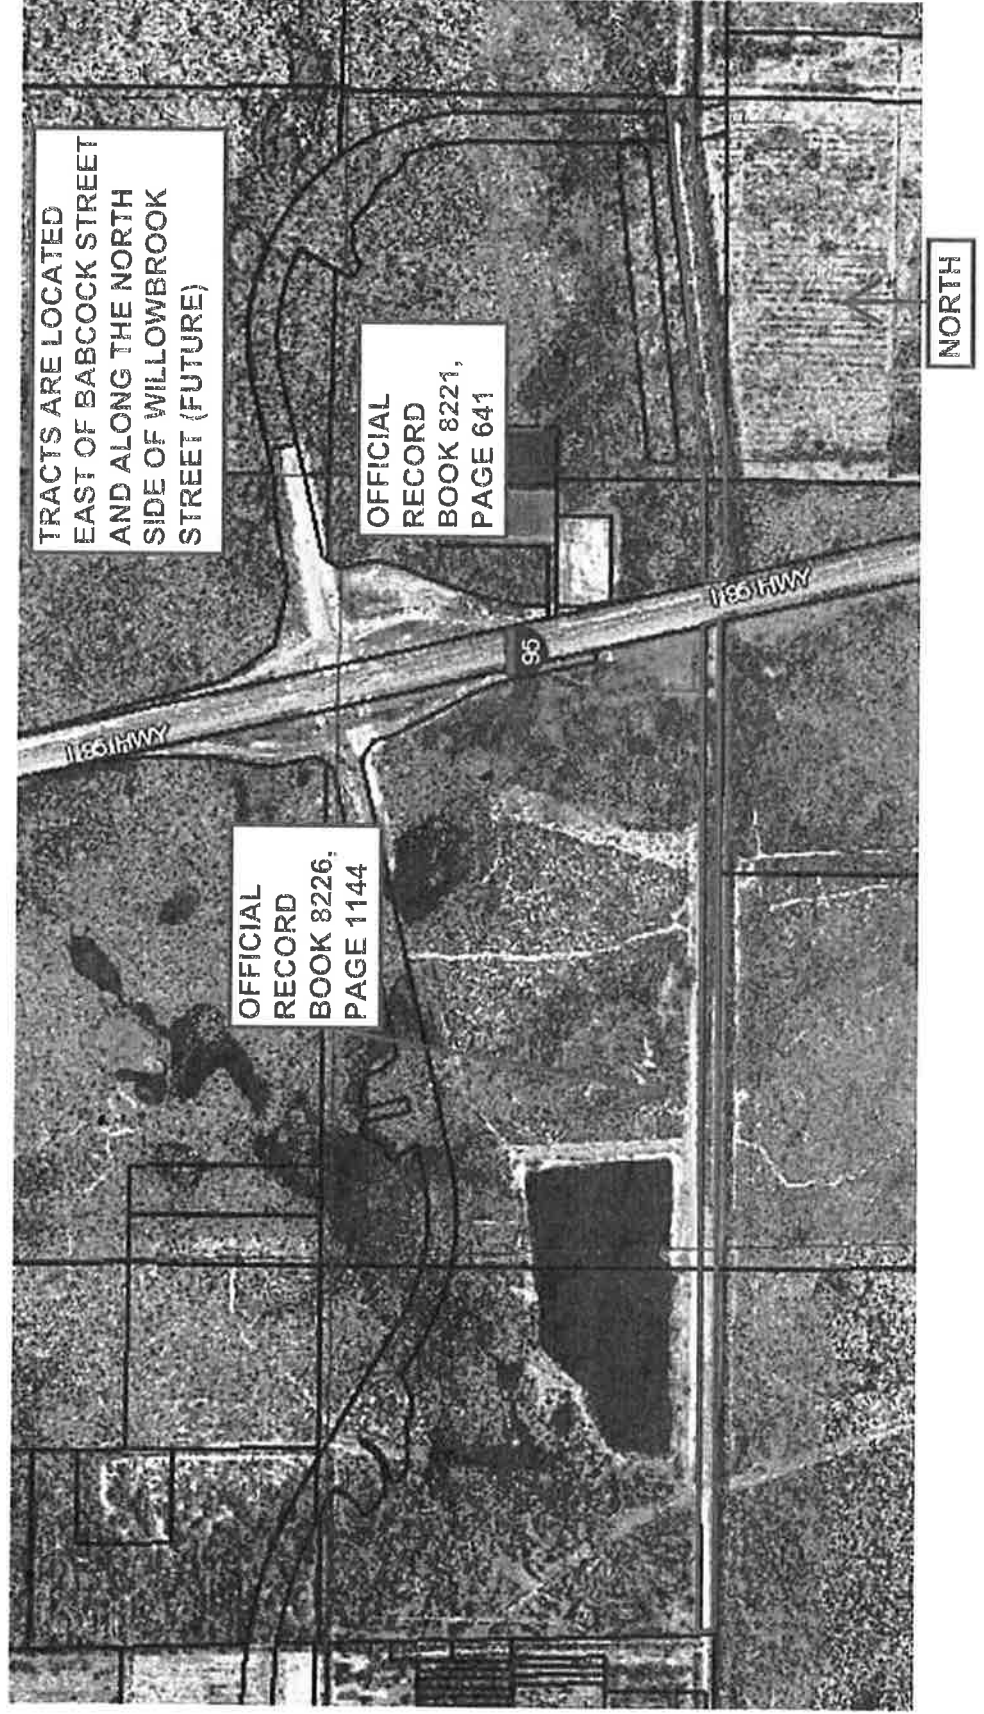 TRACTS ARE LOCATED
EAST OF BABCOCK STREET
AND ALONG THE NORTH
SIDE OF WILLOWBROOK
STREET (FUTURE)
OFFICIAL
RECORD
BOOK 8221,
PAGE 641
OFFICIAL
RECORD
BOOK 8226,
PAGE 1144
I 95 HWY
95
I 95 HWY
NORTH